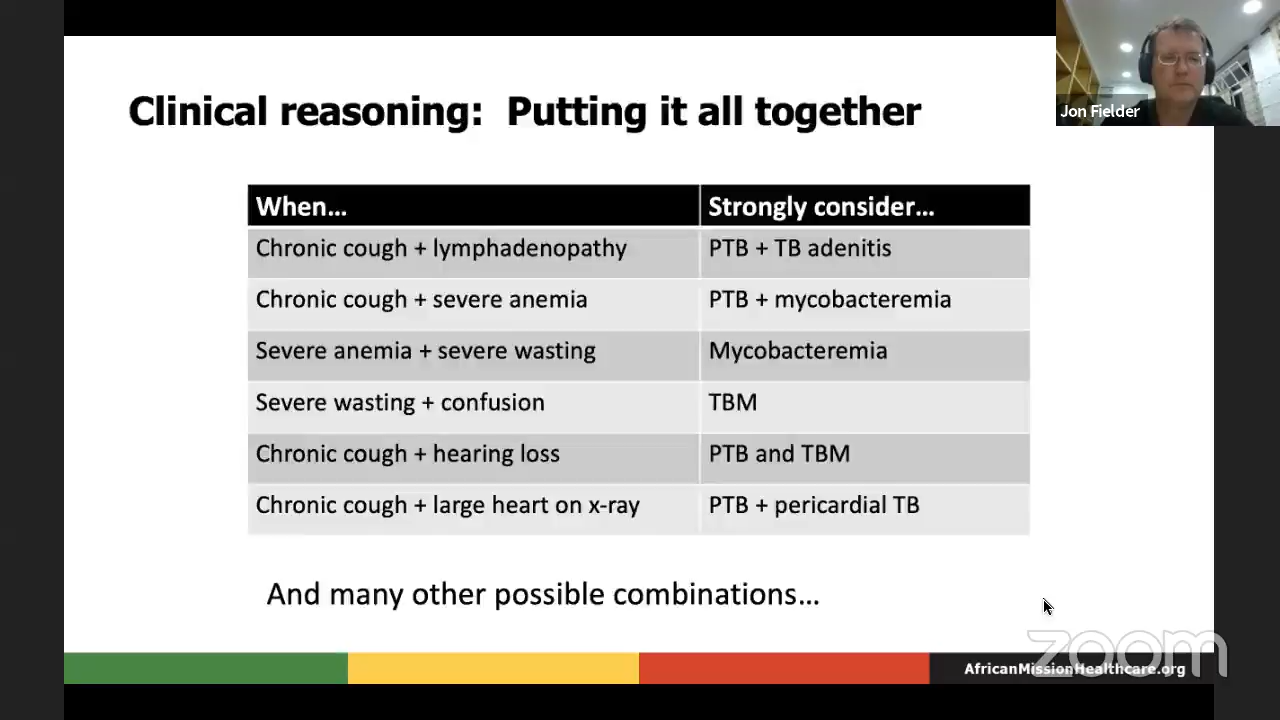 Clinical reasoning:  Putting it all together
Jon Fielder
When… Strongly consider…
Chronic cough + lymphadenopathy PTB + TB adenitis
Chronic cough + severe anemia PTB + mycobacteremia
Severe anemia + severe wasting Mycobacteremia
Severe wasting + confusion TBM
Chronic cough + hearing loss PTB and TBM
Chronic cough + large heart on x-ray PTB + pericardial TB
And many other possible combinations…
zoom
AfricanMissionHealthcare.org